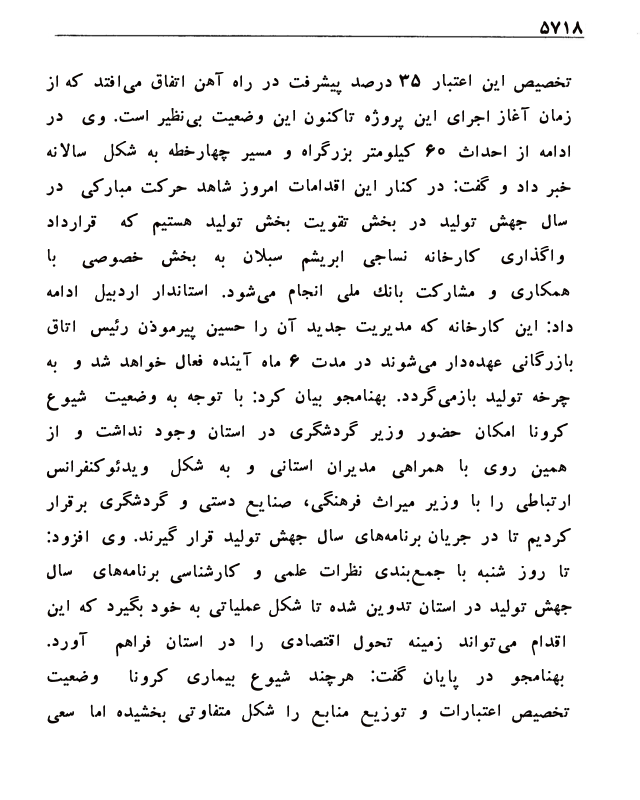 ۵۷۱۸
تخصیص این اعتبار ۳۵ درصد پیشرفت در راه آهن اتفاق می‌افتد که از
زمان آغاز اجرای این پروژه تاکنون این وضعیت بی‌نظیر است. وی در
ادامه از احداث ۶۰ کیلومتر بزرگراه و مسیر چهارخطه به شکل سالانه
خبر داد و گفت: در کنار این اقدامات امروز شاهد حرکت مبارکی در
سال جهش تولید در بخش تقویت بخش تولید هستیم که قرارداد
واگذاری کارخانه نساجی ابریشم سبلان به بخش خصوصی با
همکاری و مشارکت بانك ملی انجام می‌شود. استاندار اردبیل ادامه
داد: این کارخانه که مدیریت جدید آن را حسین پیرموذن رئیس اتاق
بازرگانی عهده‌دار می‌شوند در مدت ۶ ماه آینده فعال خواهد شد و به
چرخه تولید بازمی‌گردد. بهنامجو بیان کرد: با توجه به وضعیت شیوع
کرونا امکان حضور وزیر گردشگری در استان وجود نداشت و از
همین روی با همراهی مدیران استانی و به شکل ویدئوکنفرانس
ارتباطی را با وزیر میراث فرهنگی، صنایع دستی و گردشگری برقرار
کردیم تا در جریان برنامه‌های سال جهش تولید قرار گیرند. وی افزود:
تا روز شنبه با جمع‌بندی نظرات علمی و کارشناسی برنامه‌های سال
جهش تولید در استان تدوین شده تا شکل عملیاتی به خود بگیرد که این
اقدام می‌تواند زمینه تحول اقتصادی را در استان فراهم آورد.
بهنامجو در پایان گفت: هرچند شیوع بیماری کرونا وضعیت
تخصیص اعتبارات و توزیع منابع را شکل متفاوتی بخشیده اما سعی